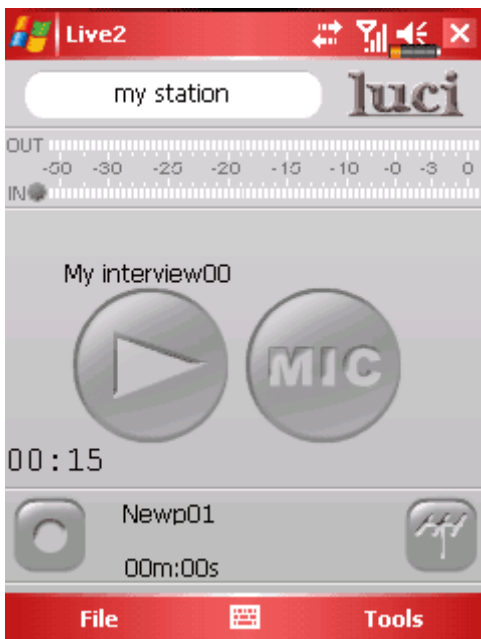 Live2
my station
luci
OUT
-50 -30 -25 -20 -15 -10 -0 -3 0
IN
My interview00
MIC
00:15
Newp01
00m:00s
File Tools